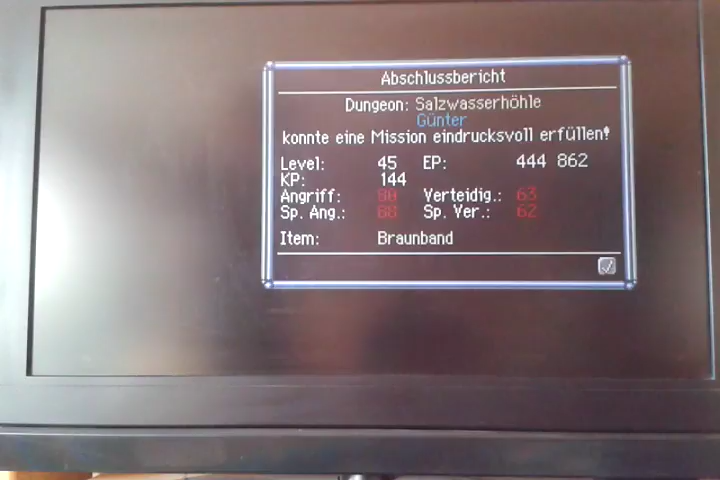 Abschlussbericht
Dungeon: Salzwasserhöhle
Günter
konnte eine Mission eindrucksvoll erfüllen!
Level: 45 EP: 444 862
KP: 144
Angriff: Verteidig.: 63
Sp. Ang.: Sp. Ver.: 62
Item: Braunband